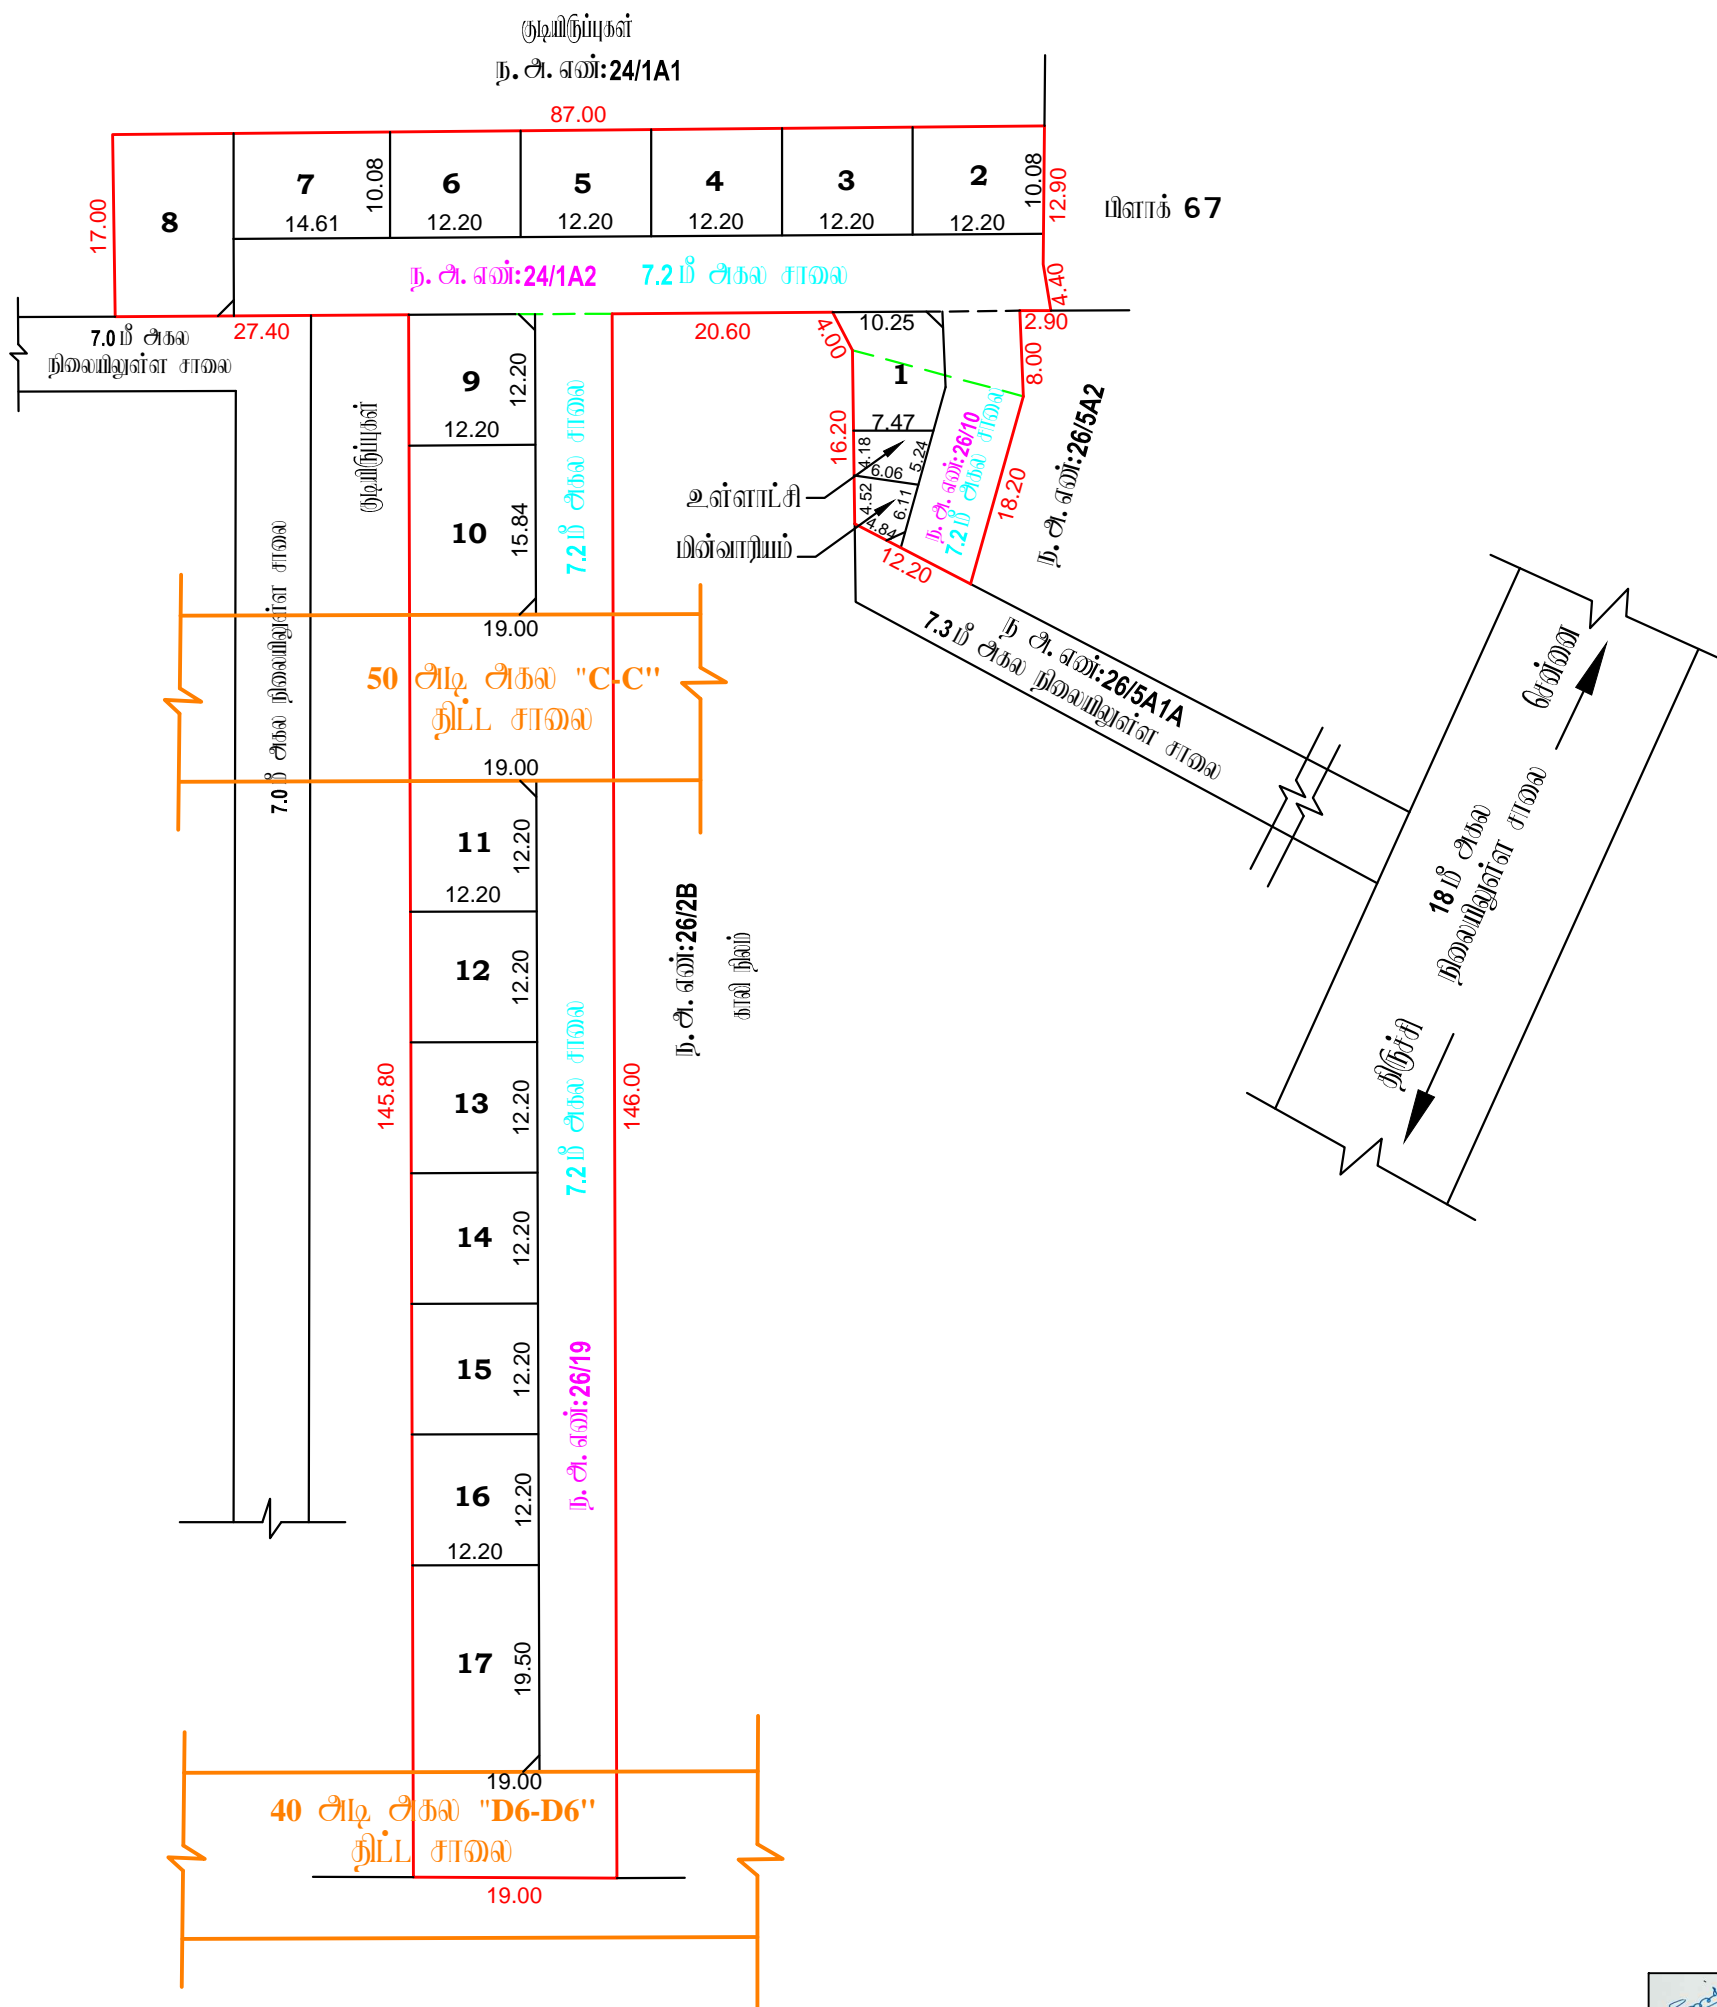 குடியிருப்புகள்
ந.அ.எண்:24/1A1
87.00
8
7
6
5
4
3
2
10.08
10.08
14.61
12.20
12.20
12.20
12.20
12.20
17.00
12.90
4.40
பிளாக் 67
ந.அ.எண்:24/1A2
7.2 மீ அகல சாலை
7.0 மீ அகல
நிலையிலுள்ள சாலை
27.40
20.60
4.00
10.25
2.90
8.00
குடியிருப்புகள்
9
12.20
12.20
10
15.84
7.2 மீ அகல சாலை
1
7.47
16.20
4.18
5.24
6.06
4.52
6.11
4.84
12.20
18.20
உள்ளாட்சி
மின்வாரியம்
ந.அ.எண்:26/10
7.2 மீ அகல சாலை
ந.அ.எண்:26/5A2
ந அ.எண்:26/5A1A
7.3 மீ அகல நிலையிலுள்ள சாலை
7.0 மீ அகல நிலையிலுள்ள சாலை
19.00
50 அடி அகல "C-C"
திட்ட சாலை
19.00
சென்னை
18 மீ அகல
நிலையிலுள்ள சாலை
திருச்சி
11
12.20
12.20
12
12.20
13
12.20
14
12.20
15
12.20
16
12.20
12.20
17
19.50
145.80
146.00
7.2 மீ அகல சாலை
ந.அ.எண்:26/19
ந.அ.எண்:26/2B
காலி நிலம்
19.00
40 அடி அகல "D6-D6"
திட்ட சாலை
19.00